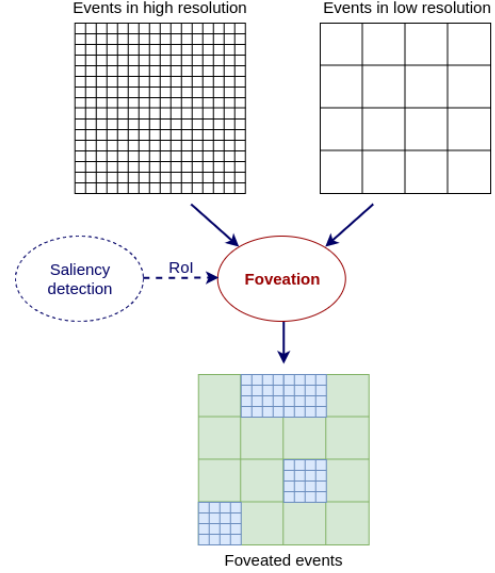 Events in high resolution
Events in low resolution
Saliency
detection
RoI
Foveation
Foveated events